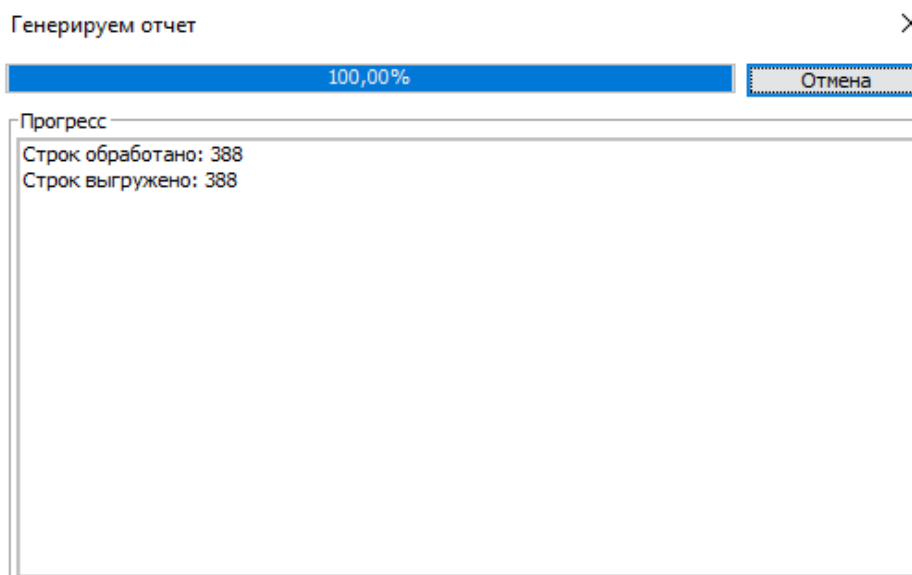 Генерируем отчет
100,00%
Отмена
Прогресс
Строк обработано: 388
Строк выгружено: 388